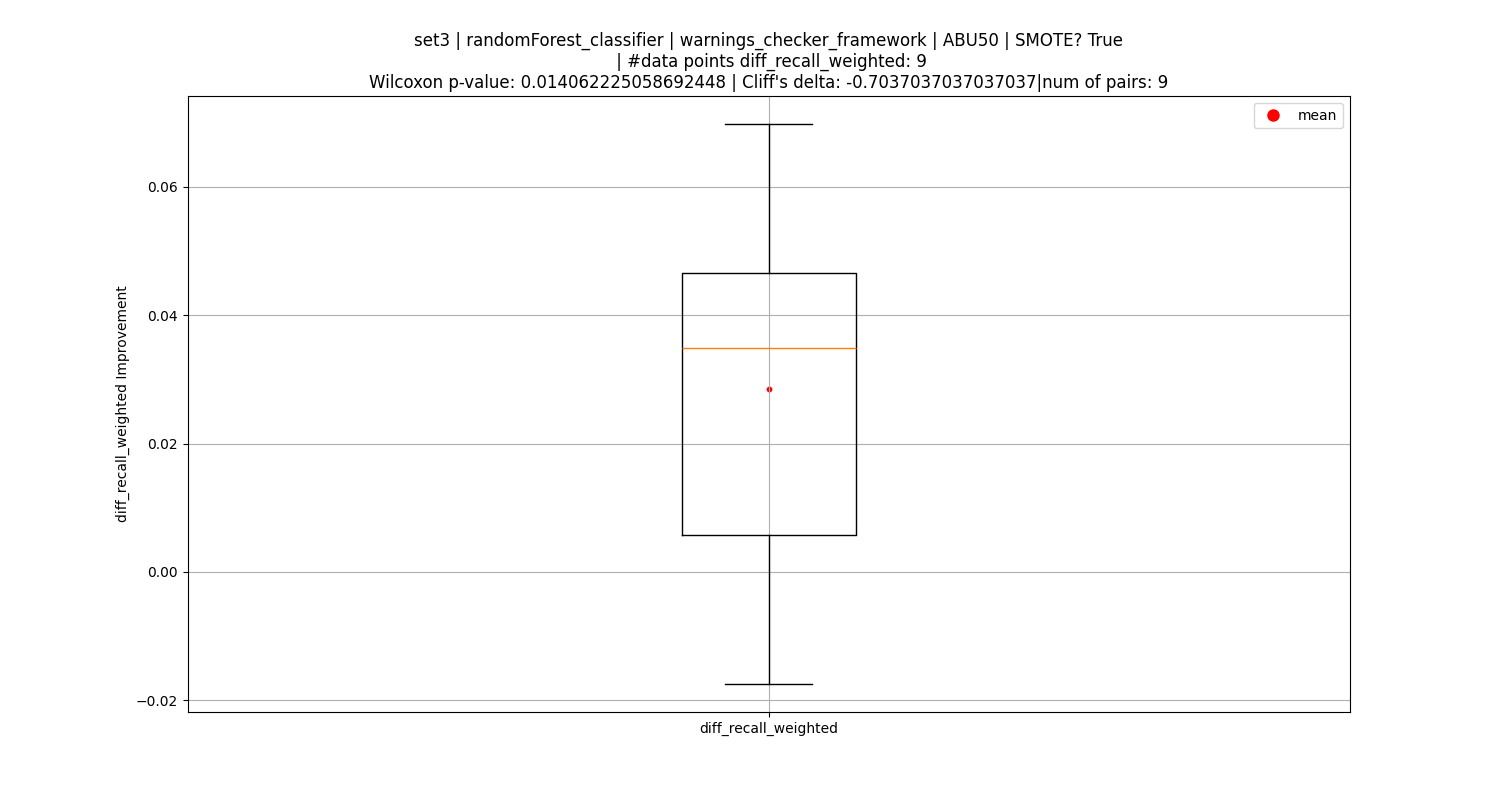 set3 | randomForest_classifier | warnings_checker_framework | ABU50 | SMOTE? True
| #data points diff_recall_weighted: 9
Wilcoxon p-value: 0.014062225058692448 | Cliff's delta: -0.7037037037037037|num of pairs: 9
mean
0.06
0.04
0.02
0.00
−0.02
diff_recall_weighted Improvement
diff_recall_weighted